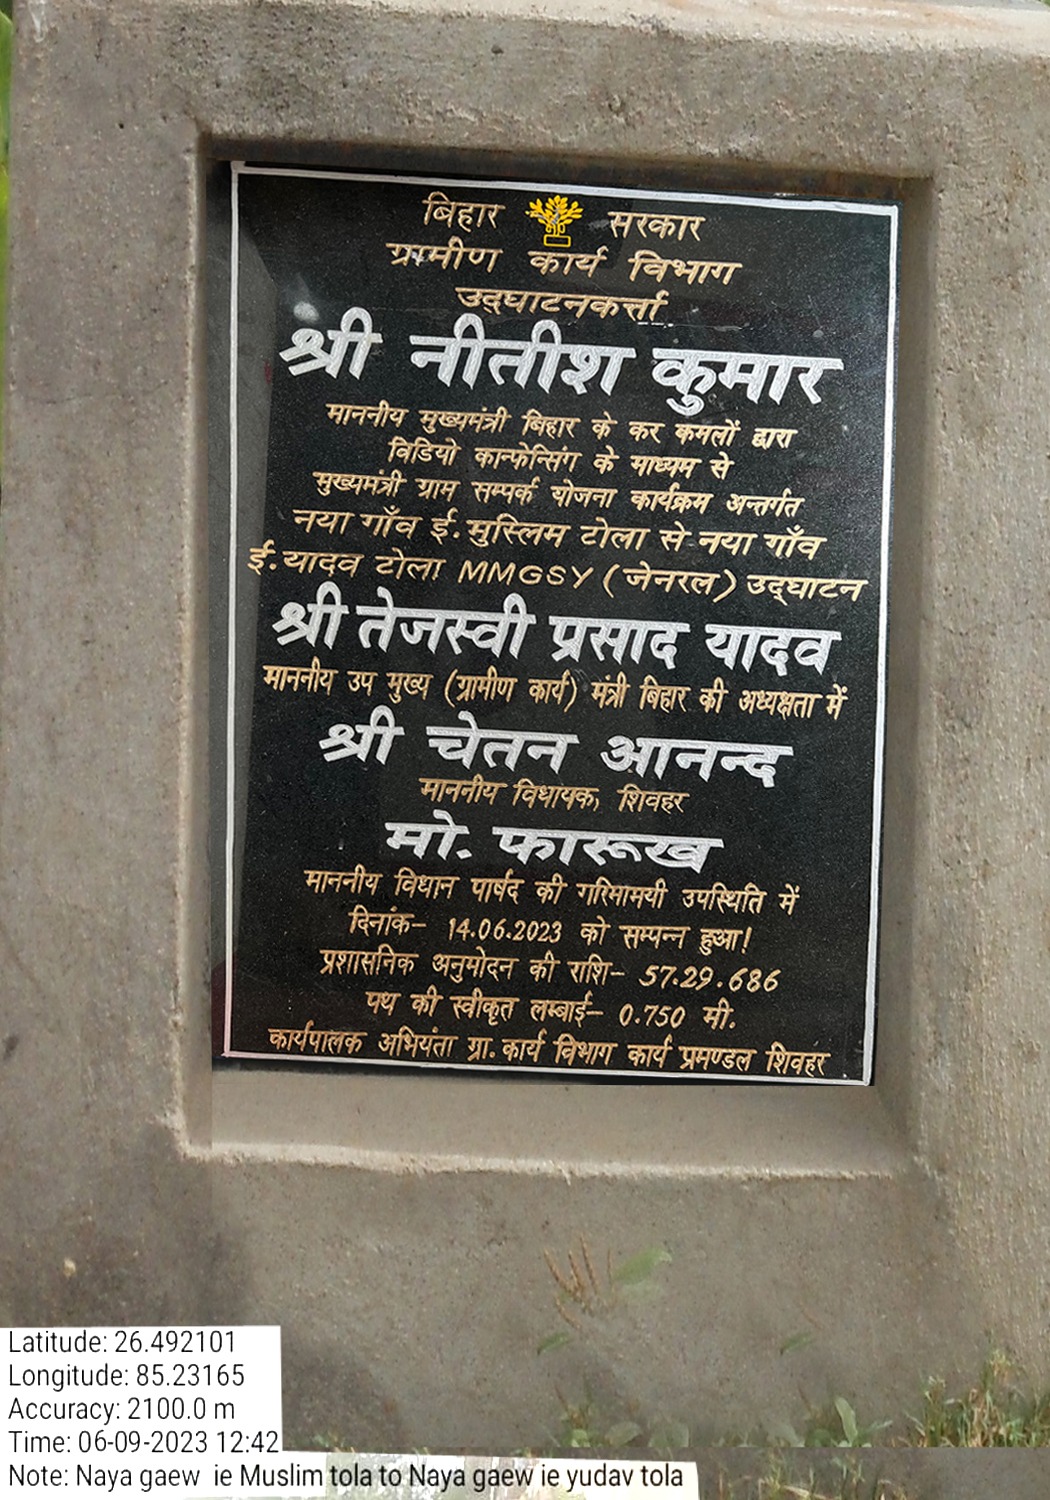 बिहार सरकार
ग्रामीण कार्य विभाग
उद्घाटनकर्त्ता
श्री नीतीश कुमार
माननीय मुख्यमंत्री बिहार के कर कमलों द्वारा
विडियो कान्फेन्सिंग के माध्यम से
मुख्यमंत्री ग्राम सम्पर्क योजना कार्यक्रम अन्तर्गत
नया गाँव ई. मुस्लिम टोला से नया गाँव
ई. यादव टोला MMGSY (जेनरल) उद्घाटन
श्री तेजस्वी प्रसाद यादव
माननीय उप मुख्य (ग्रामीण कार्य) मंत्री बिहार की अध्यक्षता में
श्री चेतन आनन्द
माननीय विधायक, शिवहर
मो. फारूख
माननीय विधान पार्षद की गरिमामयी उपस्थिति में
दिनांक- 14.06.2023 को सम्पन्न हुआ!
प्रशासनिक अनुमोदन की राशि- 57.29.686
पथ की स्वीकृत लम्बाई- 0.750 मी.
कार्यपालक अभियंता ग्रा. कार्य विभाग कार्य प्रमण्डल शिवहर
Latitude: 26.492101
Longitude: 85.23165
Accuracy: 2100.0 m
Time: 06-09-2023 12:42
Note: Naya gaew ie Muslim tola to Naya gaew ie yudav tola